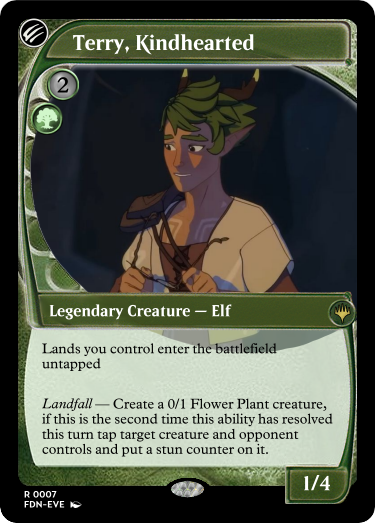 Terry, Kindhearted
2
Legendary Creature — Elf
Lands you control enter the battlefield
untapped
Landfall — Create a 0/1 Flower Plant creature,
if this is the second time this ability has resolved
this turn tap target creature and opponent
controls and put a stun counter on it.
1/4
R 0007
FDN-EVE